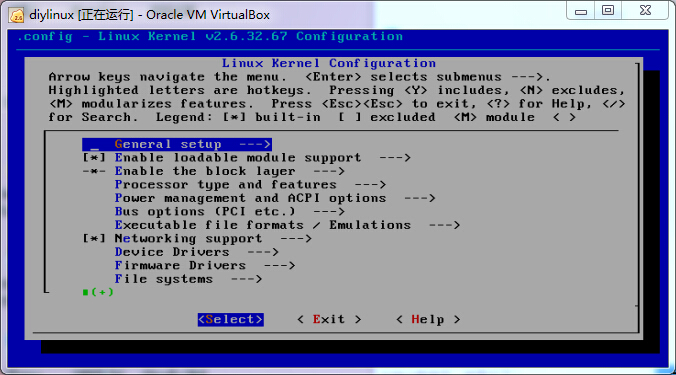 diylinux [正在运行] - Oracle VM VirtualBox
.config - Linux Kernel v2.6.32.67 Configuration
Linux Kernel Configuration
Arrow keys navigate the menu.  <Enter> selects submenus --->.
Highlighted letters are hotkeys.  Pressing <Y> includes, <N> excludes,
<M> modularizes features.  Press <Esc><Esc> to exit, <?> for Help, </>
for Search.  Legend: [*] built-in  [ ] excluded  <M> module  < >
General setup  --->
[*] Enable loadable module support  --->
-*- Enable the block layer  --->
Processor type and features  --->
Power management and ACPI options  --->
Bus options (PCI etc.)  --->
Executable file formats / Emulations  --->
[*] Networking support  --->
Device Drivers  --->
Firmware Drivers  --->
File systems  --->
(+)
<Select>    < Exit >    < Help >